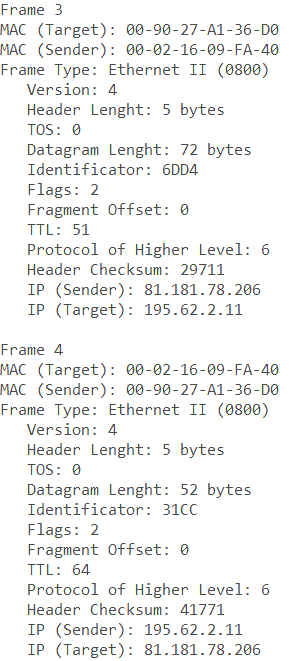 Frame 3
MAC (Target): 00-90-27-A1-36-D0
MAC (Sender): 00-02-16-09-FA-40
Frame Type: Ethernet II (0800)
Version: 4
Header Lenght: 5 bytes
TOS: 0
Datagram Lenght: 72 bytes
Identificator: 6DD4
Flags: 2
Fragment Offset: 0
TTL: 51
Protocol of Higher Level: 6
Header Checksum: 29711
IP (Sender): 81.181.78.206
IP (Target): 195.62.2.11
Frame 4
MAC (Target): 00-02-16-09-FA-40
MAC (Sender): 00-90-27-A1-36-D0
Frame Type: Ethernet II (0800)
Version: 4
Header Lenght: 5 bytes
TOS: 0
Datagram Lenght: 52 bytes
Identificator: 31CC
Flags: 2
Fragment Offset: 0
TTL: 64
Protocol of Higher Level: 6
Header Checksum: 41771
IP (Sender): 195.62.2.11
IP (Target): 81.181.78.206